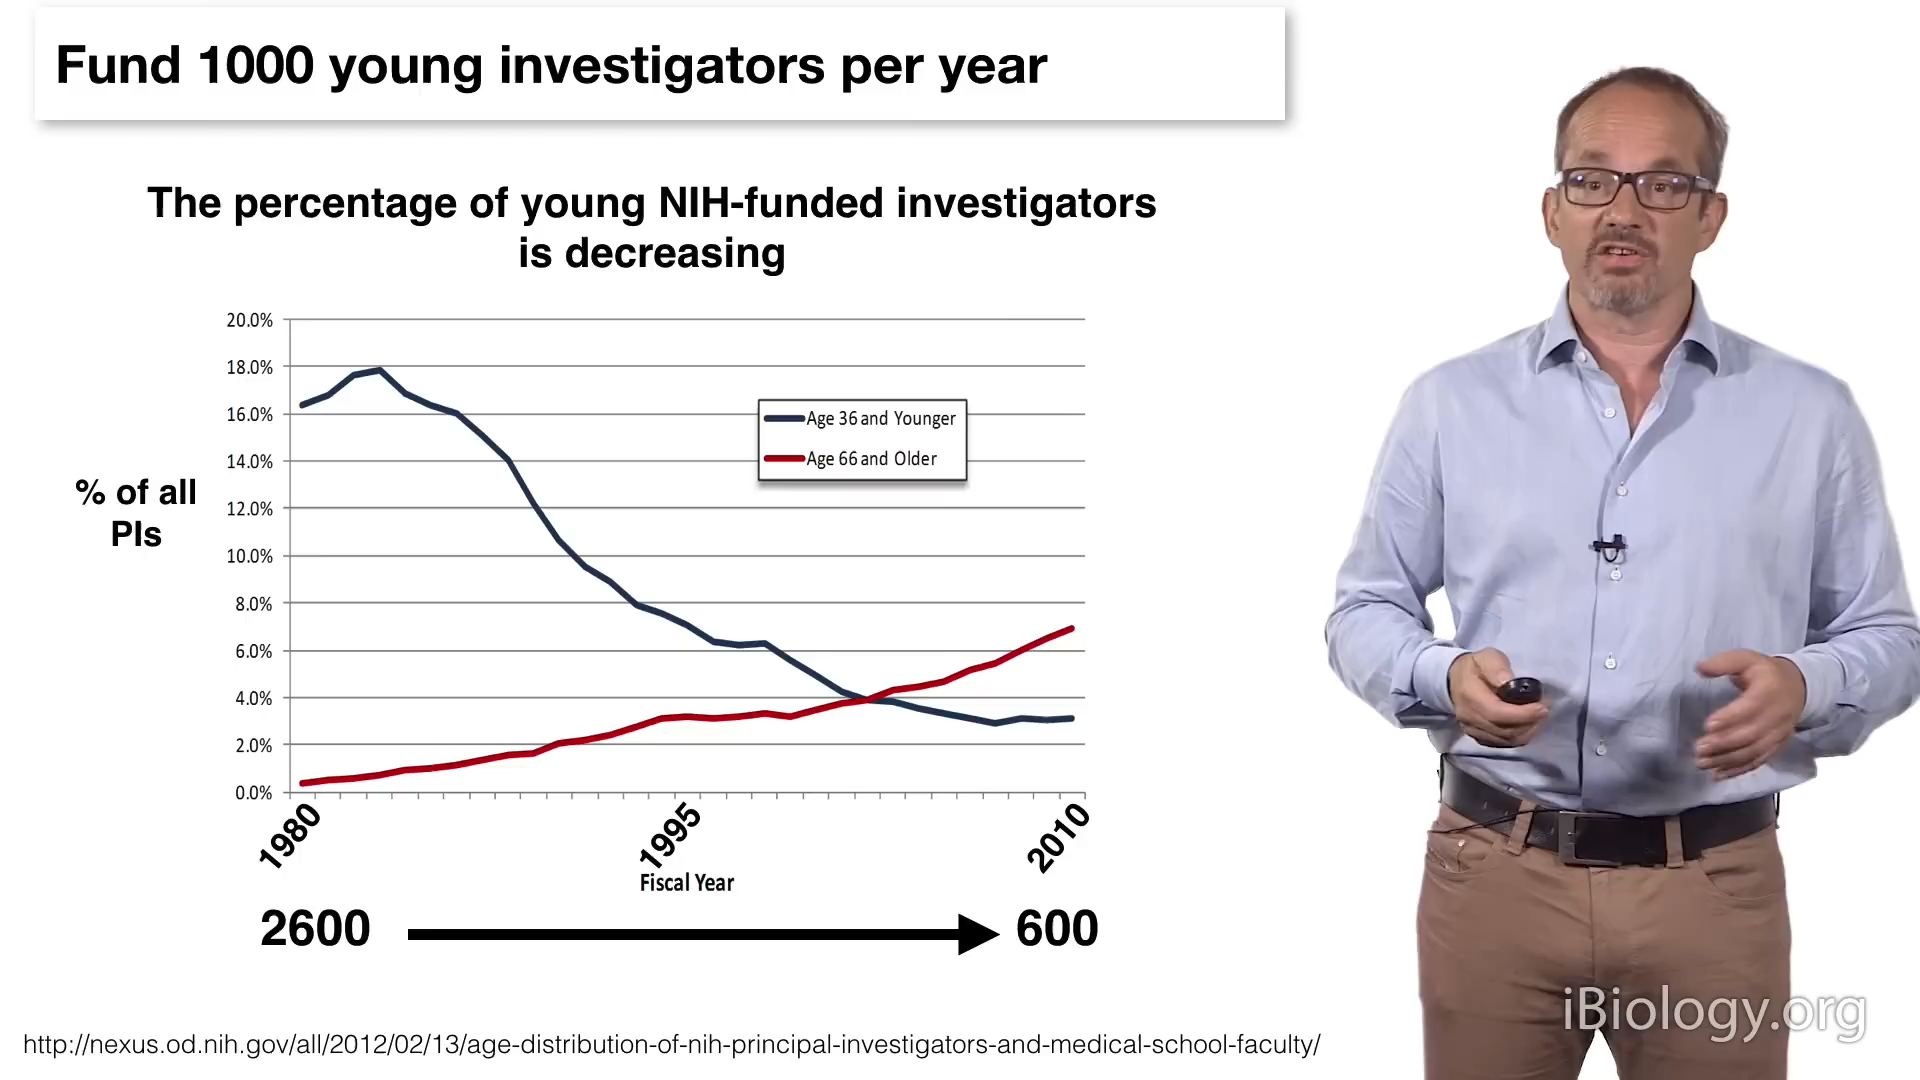 Fund 1000 young investigators per year
The percentage of young NIH-funded investigators
is decreasing
20.0%
18.0%
16.0%
14.0%
12.0%
10.0%
8.0%
6.0%
4.0%
2.0%
0.0%
% of all
PIs
Age 36 and Younger
Age 66 and Older
1980
1995
2010
Fiscal Year
2600
600
http://nexus.od.nih.gov/all/2012/02/13/age-distribution-of-nih-principal-investigators-and-medical-school-faculty/
iBiology.org